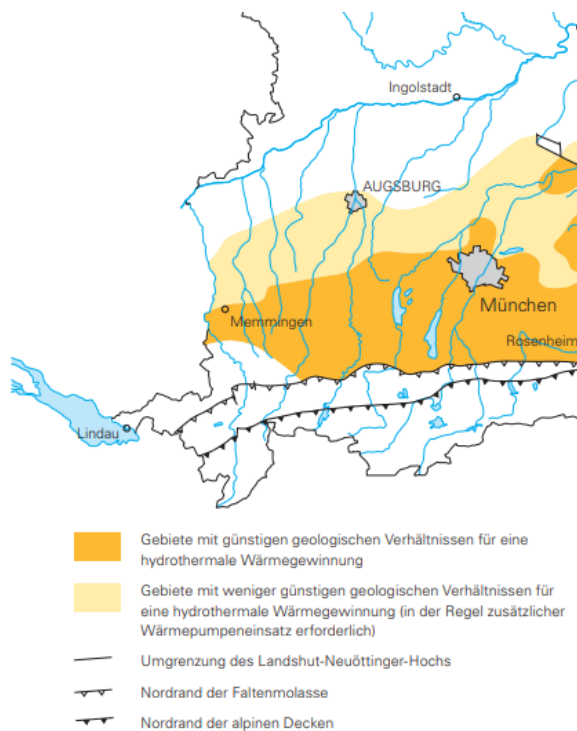 Ingolstadt
AUGSBURG
München
Memmingen
Rosenheim
Lindau
Gebiete mit günstigen geologischen Verhältnissen für eine
hydrothermale Wärmegewinnung
Gebiete mit weniger günstigen geologischen Verhältnissen für
eine hydrothermale Wärmegewinnung (in der Regel zusätzlicher
Wärmepumpeneinsatz erforderlich)
Umgrenzung des Landshut-Neuöttinger-Hochs
Nordrand der Faltenmolasse
Nordrand der alpinen Decken